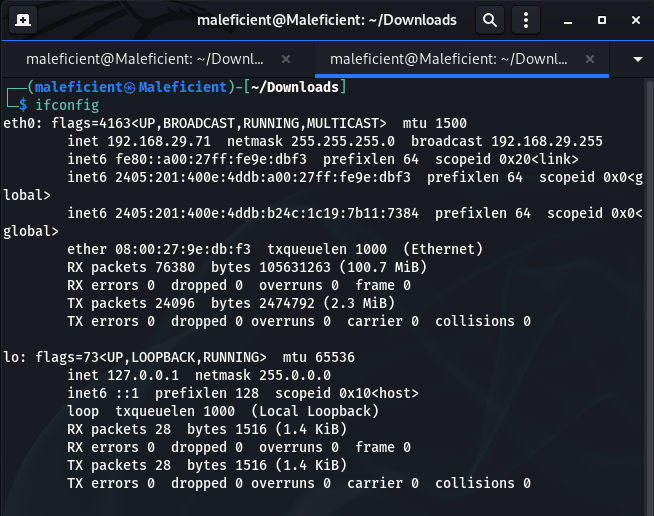 maleficient@Maleficient: ~/Downloads
maleficient@Maleficient: ~/Downl...
maleficient@Maleficient: ~/Downl...
┌──(maleficient㉿Maleficient)-[~/Downloads]
└─$ ifconfig
eth0: flags=4163<UP,BROADCAST,RUNNING,MULTICAST>  mtu 1500
        inet 192.168.29.71  netmask 255.255.255.0  broadcast 192.168.29.255
        inet6 fe80::a00:27ff:fe9e:dbf3  prefixlen 64  scopeid 0x20<link>
        inet6 2405:201:400e:4ddb:a00:27ff:fe9e:dbf3  prefixlen 64  scopeid 0x0<g
lobal>
        inet6 2405:201:400e:4ddb:b24c:1c19:7b11:7384  prefixlen 64  scopeid 0x0<
global>
        ether 08:00:27:9e:db:f3  txqueuelen 1000  (Ethernet)
        RX packets 76380  bytes 105631263 (100.7 MiB)
        RX errors 0  dropped 0  overruns 0  frame 0
        TX packets 24096  bytes 2474792 (2.3 MiB)
        TX errors 0  dropped 0 overruns 0  carrier 0  collisions 0

lo: flags=73<UP,LOOPBACK,RUNNING>  mtu 65536
        inet 127.0.0.1  netmask 255.0.0.0
        inet6 ::1  prefixlen 128  scopeid 0x10<host>
        loop  txqueuelen 1000  (Local Loopback)
        RX packets 28  bytes 1516 (1.4 KiB)
        RX errors 0  dropped 0  overruns 0  frame 0
        TX packets 28  bytes 1516 (1.4 KiB)
        TX errors 0  dropped 0 overruns 0  carrier 0  collisions 0